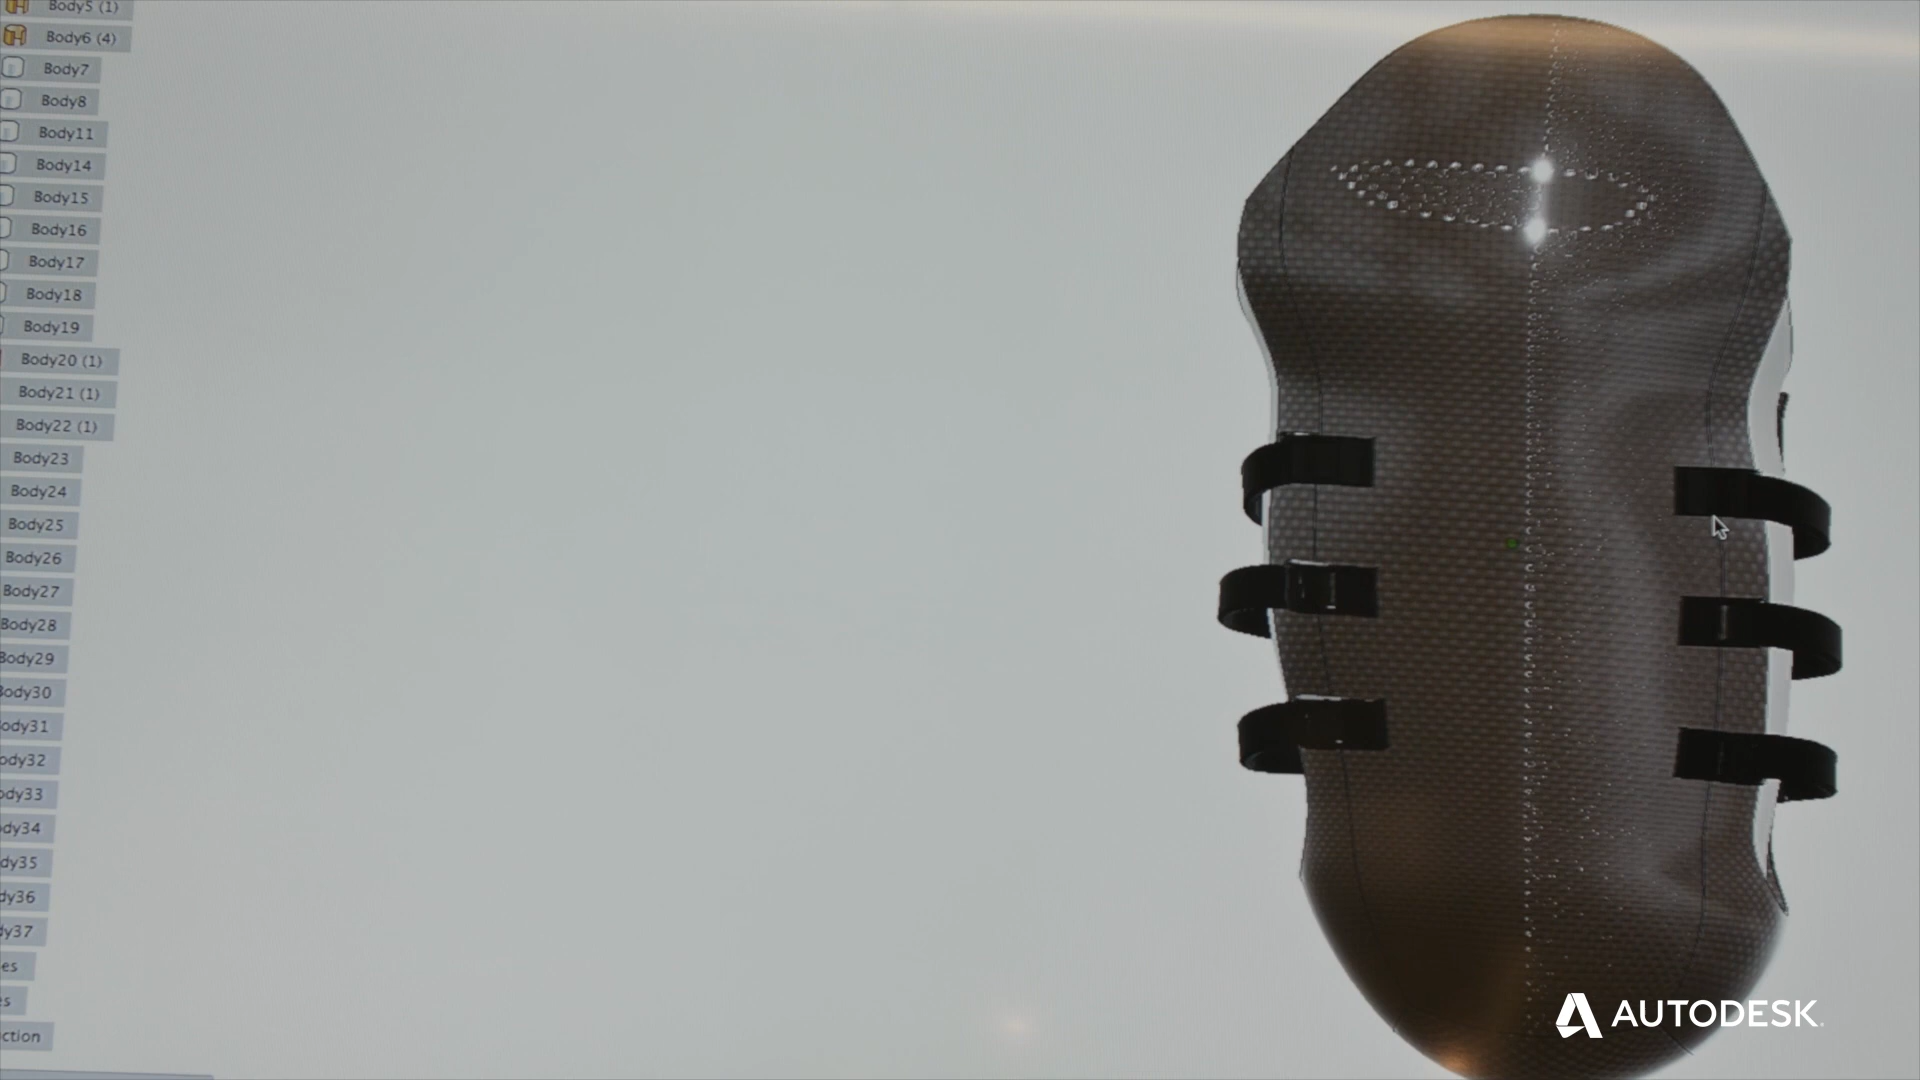 Body5 (1)
Body6 (4)
Body7
Body8
Body11
Body14
Body15
Body16
Body17
Body18
Body19
Body20 (1)
Body21 (1)
Body22 (1)
Body23
Body24
Body25
Body26
Body27
Body28
Body29
Body30
ody31
ody32
ody33
dy34
dy35
dy36
dy37
es
s
ction
AUTODESK.